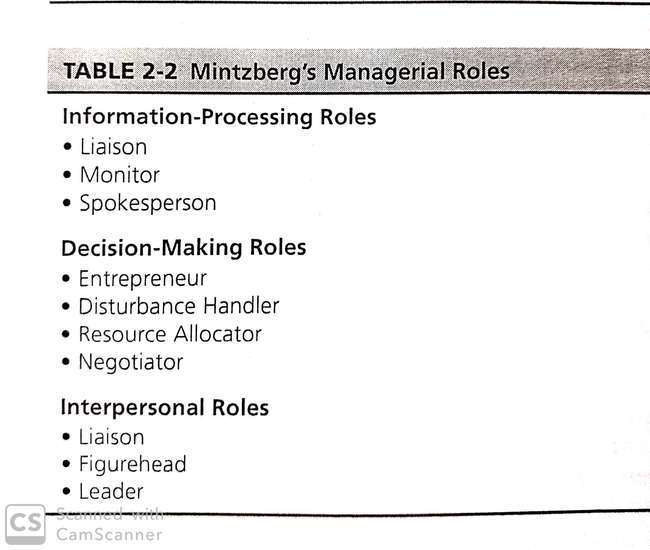 TABLE 2-2 Mintzberg's Managerial Roles
Information-Processing Roles
• Liaison
• Monitor
• Spokesperson
Decision-Making Roles
• Entrepreneur
• Disturbance Handler
• Resource Allocator
• Negotiator
Interpersonal Roles
• Liaison
• Figurehead
• Leader
CS Scanned with
CamScanner